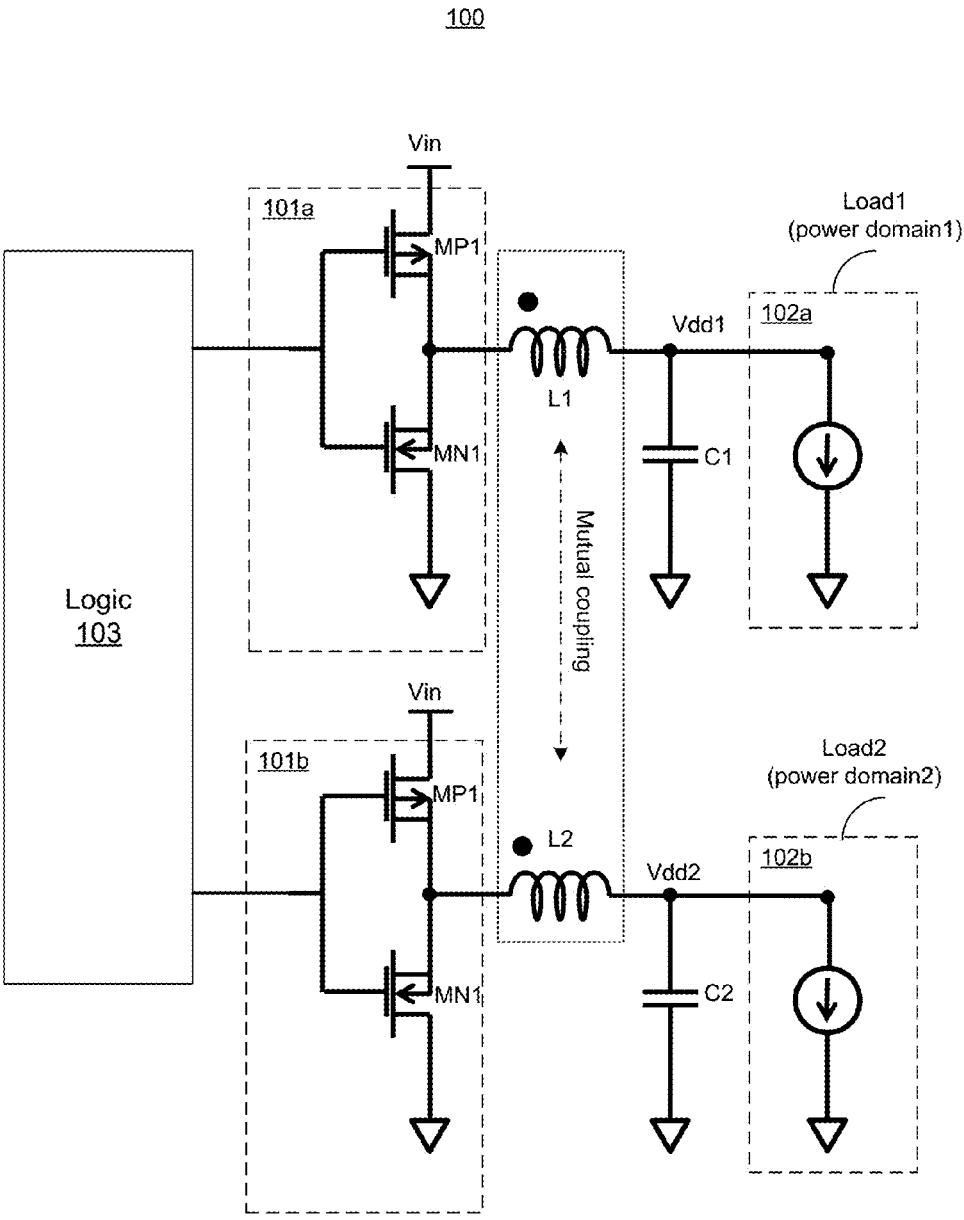 100
Vin
101a
MP1
MN1
Load1
(power domain1)
102a
Vdd1
L1
C1
Mutual coupling
Logic
103
Vin
101b
MP1
MN1
Load2
(power domain2)
102b
L2
Vdd2
C2